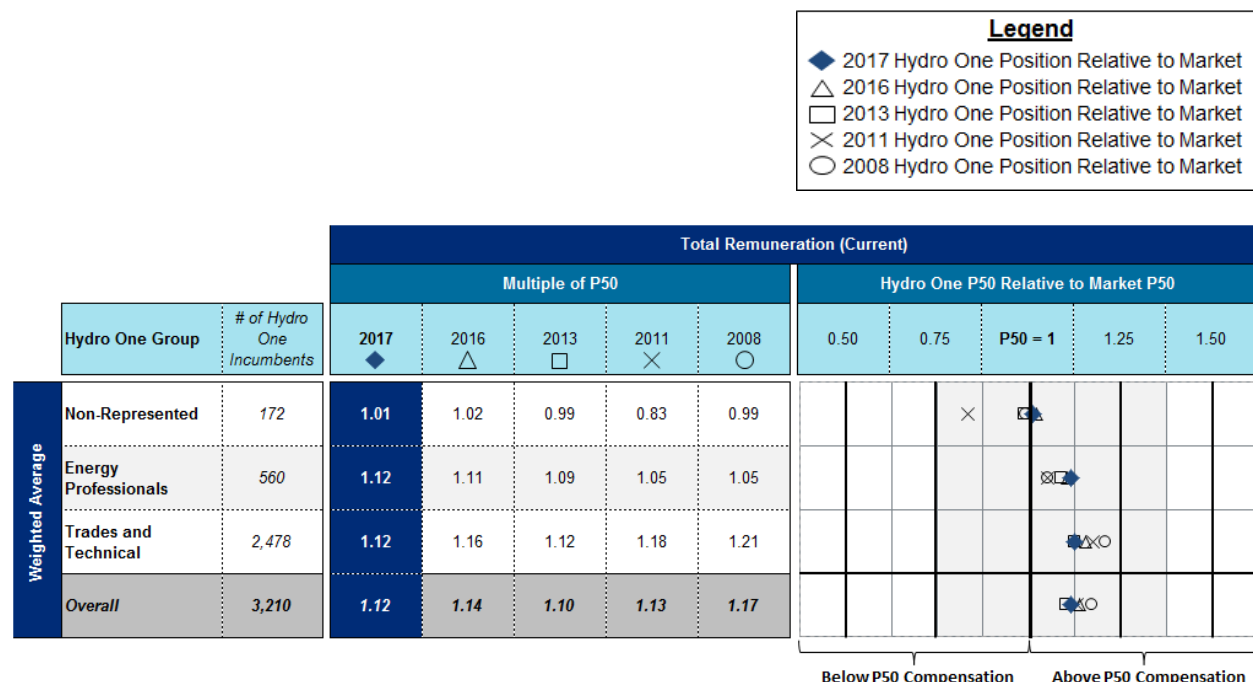 Legend
2017 Hydro One Position Relative to Market
2016 Hydro One Position Relative to Market
2013 Hydro One Position Relative to Market
2011 Hydro One Position Relative to Market
2008 Hydro One Position Relative to Market
Total Remuneration (Current)
Multiple of P50
Hydro One P50 Relative to Market P50
Hydro One Group
# of Hydro
One
Incumbents
2017
2016
2013
2011
2008
0.50
0.75
P50 = 1
1.25
1.50
Weighted Average
Non-Represented
172
1.01
1.02
0.99
0.83
0.99
Energy
Professionals
560
1.12
1.11
1.09
1.05
1.05
Trades and
Technical
2,478
1.12
1.16
1.12
1.18
1.21
Overall
3,210
1.12
1.14
1.10
1.13
1.17
Below P50 Compensation
Above P50 Compensation